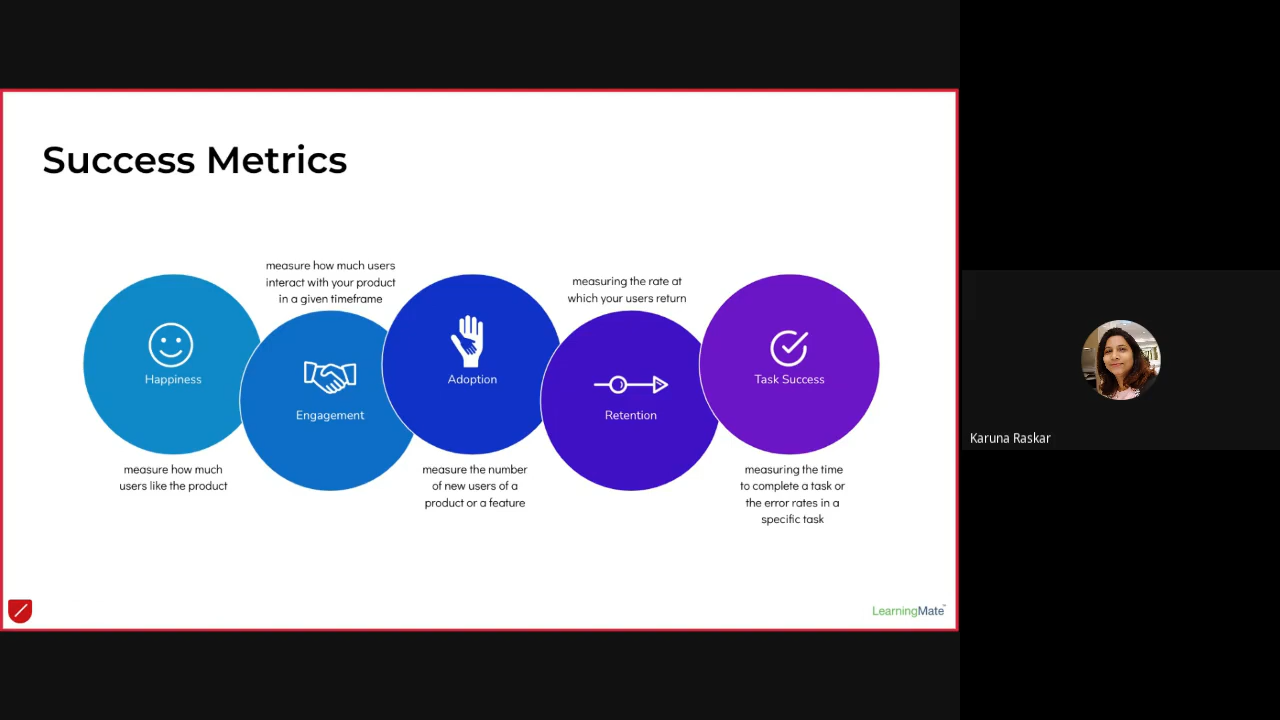 Success Metrics
Happiness
measure how much
users like the product
measure how much users
interact with your product
in a given timeframe
Engagement
Adoption
measure the number
of new users of a
product or a feature
measuring the rate at
which your users return
Retention
Task Success
measuring the time
to complete a task or
the error rates in a
specific task
LearningMate
Karuna Raskar